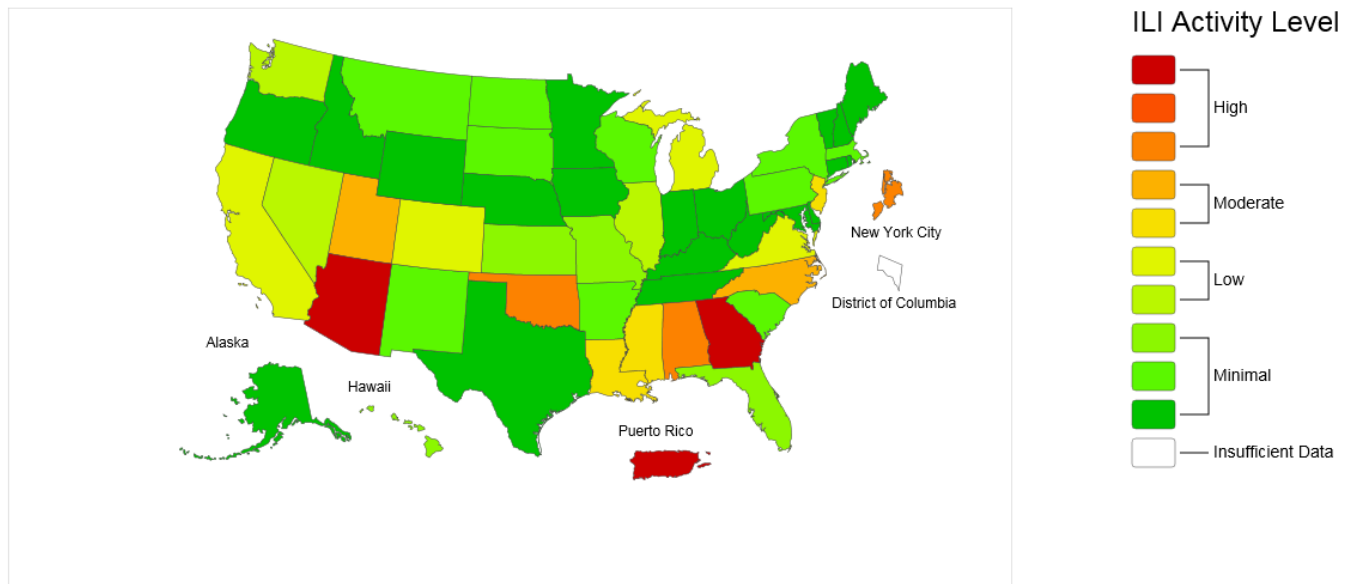 ILI Activity Level
High
Moderate
New York City
Low
District of Columbia
Alaska
Hawaii
Minimal
Puerto Rico
Insufficient Data